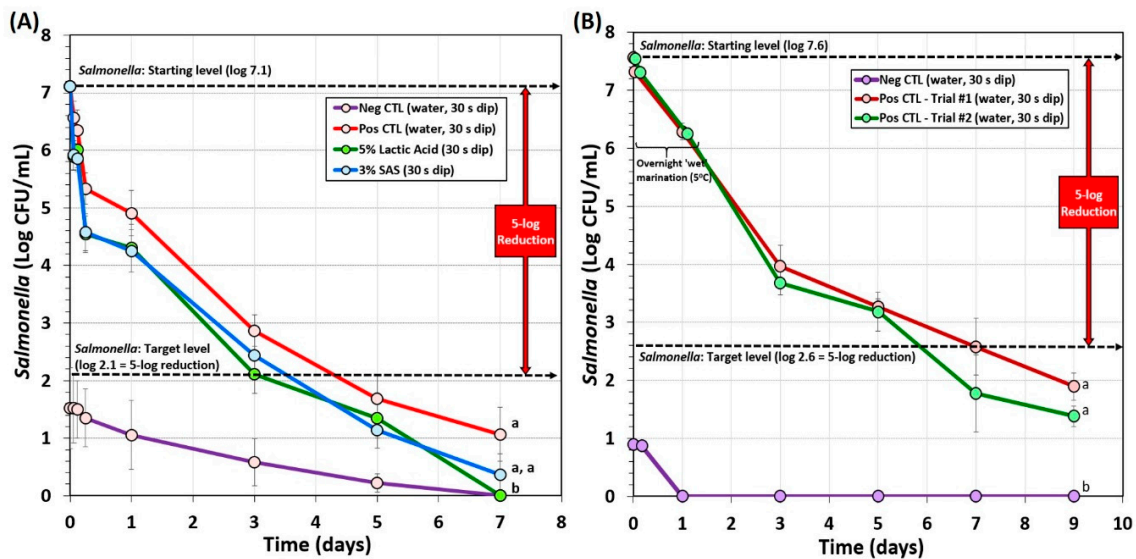 (A)
Salmonella (Log CFU/mL)
8
7
6
5
4
3
2
1
0
0 1 2 3 4 5 6 7 8
Time (days)
Salmonella: Starting level (log 7.1)
Neg CTL (water, 30 s dip)
Pos CTL (water, 30 s dip)
5% Lactic Acid (30 s dip)
3% SAS (30 s dip)
5-log
Reduction
Salmonella: Target level
(log 2.1 = 5-log reduction)
a
a, a
b
(B)
Salmonella (Log CFU/mL)
8
7
6
5
4
3
2
1
0
0 1 2 3 4 5 6 7 8 9 10
Time (days)
Salmonella: Starting level (log 7.6)
Neg CTL (water, 30 s dip)
Pos CTL - Trial #1 (water, 30 s dip)
Pos CTL - Trial #2 (water, 30 s dip)
Overnight 'wet'
marination (5°C)
5-log
Reduction
Salmonella: Target level (log 2.6 = 5-log reduction)
a
a
b